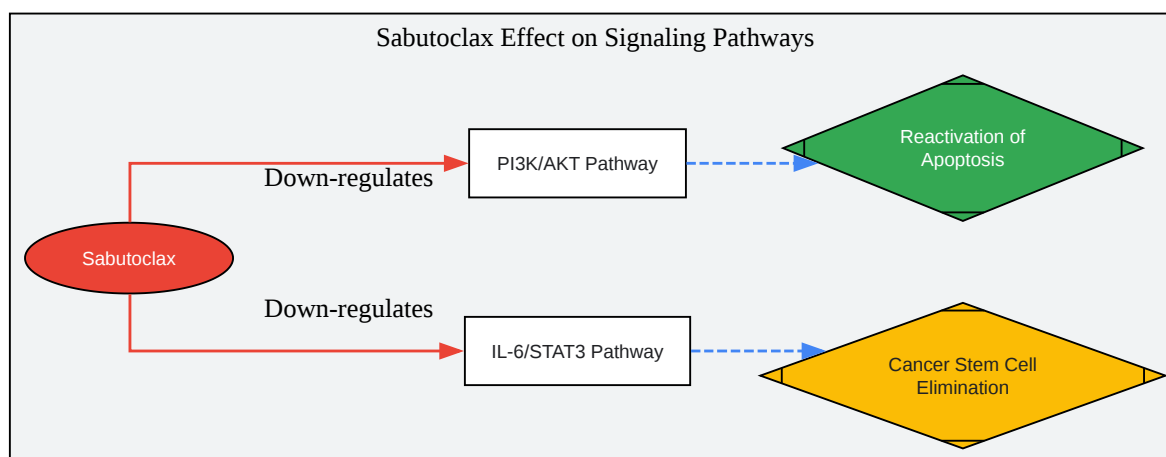 Sabutoclax Effect on Signaling Pathways
Reactivation of
Apoptosis
PI3K/AKT Pathway
Down-regulates
Sabutoclax
Down-regulates
IL-6/STAT3 Pathway
Cancer Stem Cell
Elimination